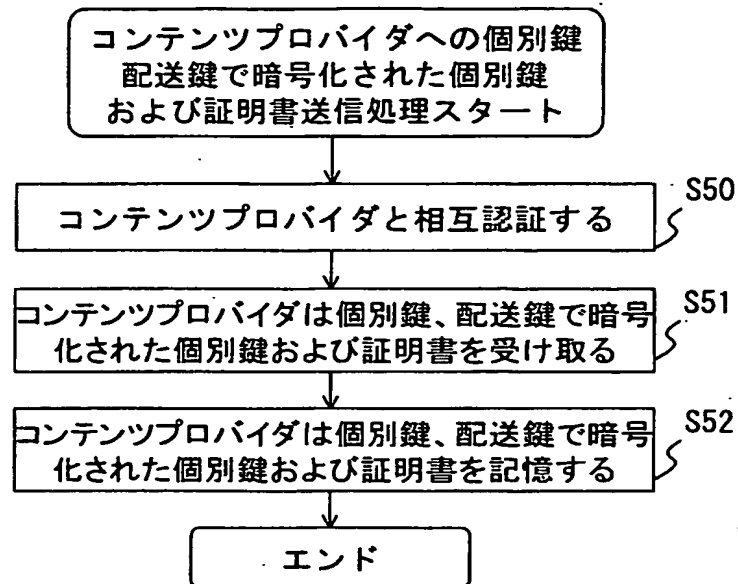 コンテンツプロバイダへの個別鍵
配送鍵で暗号化された個別鍵
および証明書送信処理スタート
S50
コンテンツプロバイダと相互認証する
S51
コンテンツプロバイダは個別鍵、配送鍵で暗号
化された個別鍵および証明書を受け取る
S52
コンテンツプロバイダは個別鍵、配送鍵で暗号
化された個別鍵および証明書を記憶する
エンド